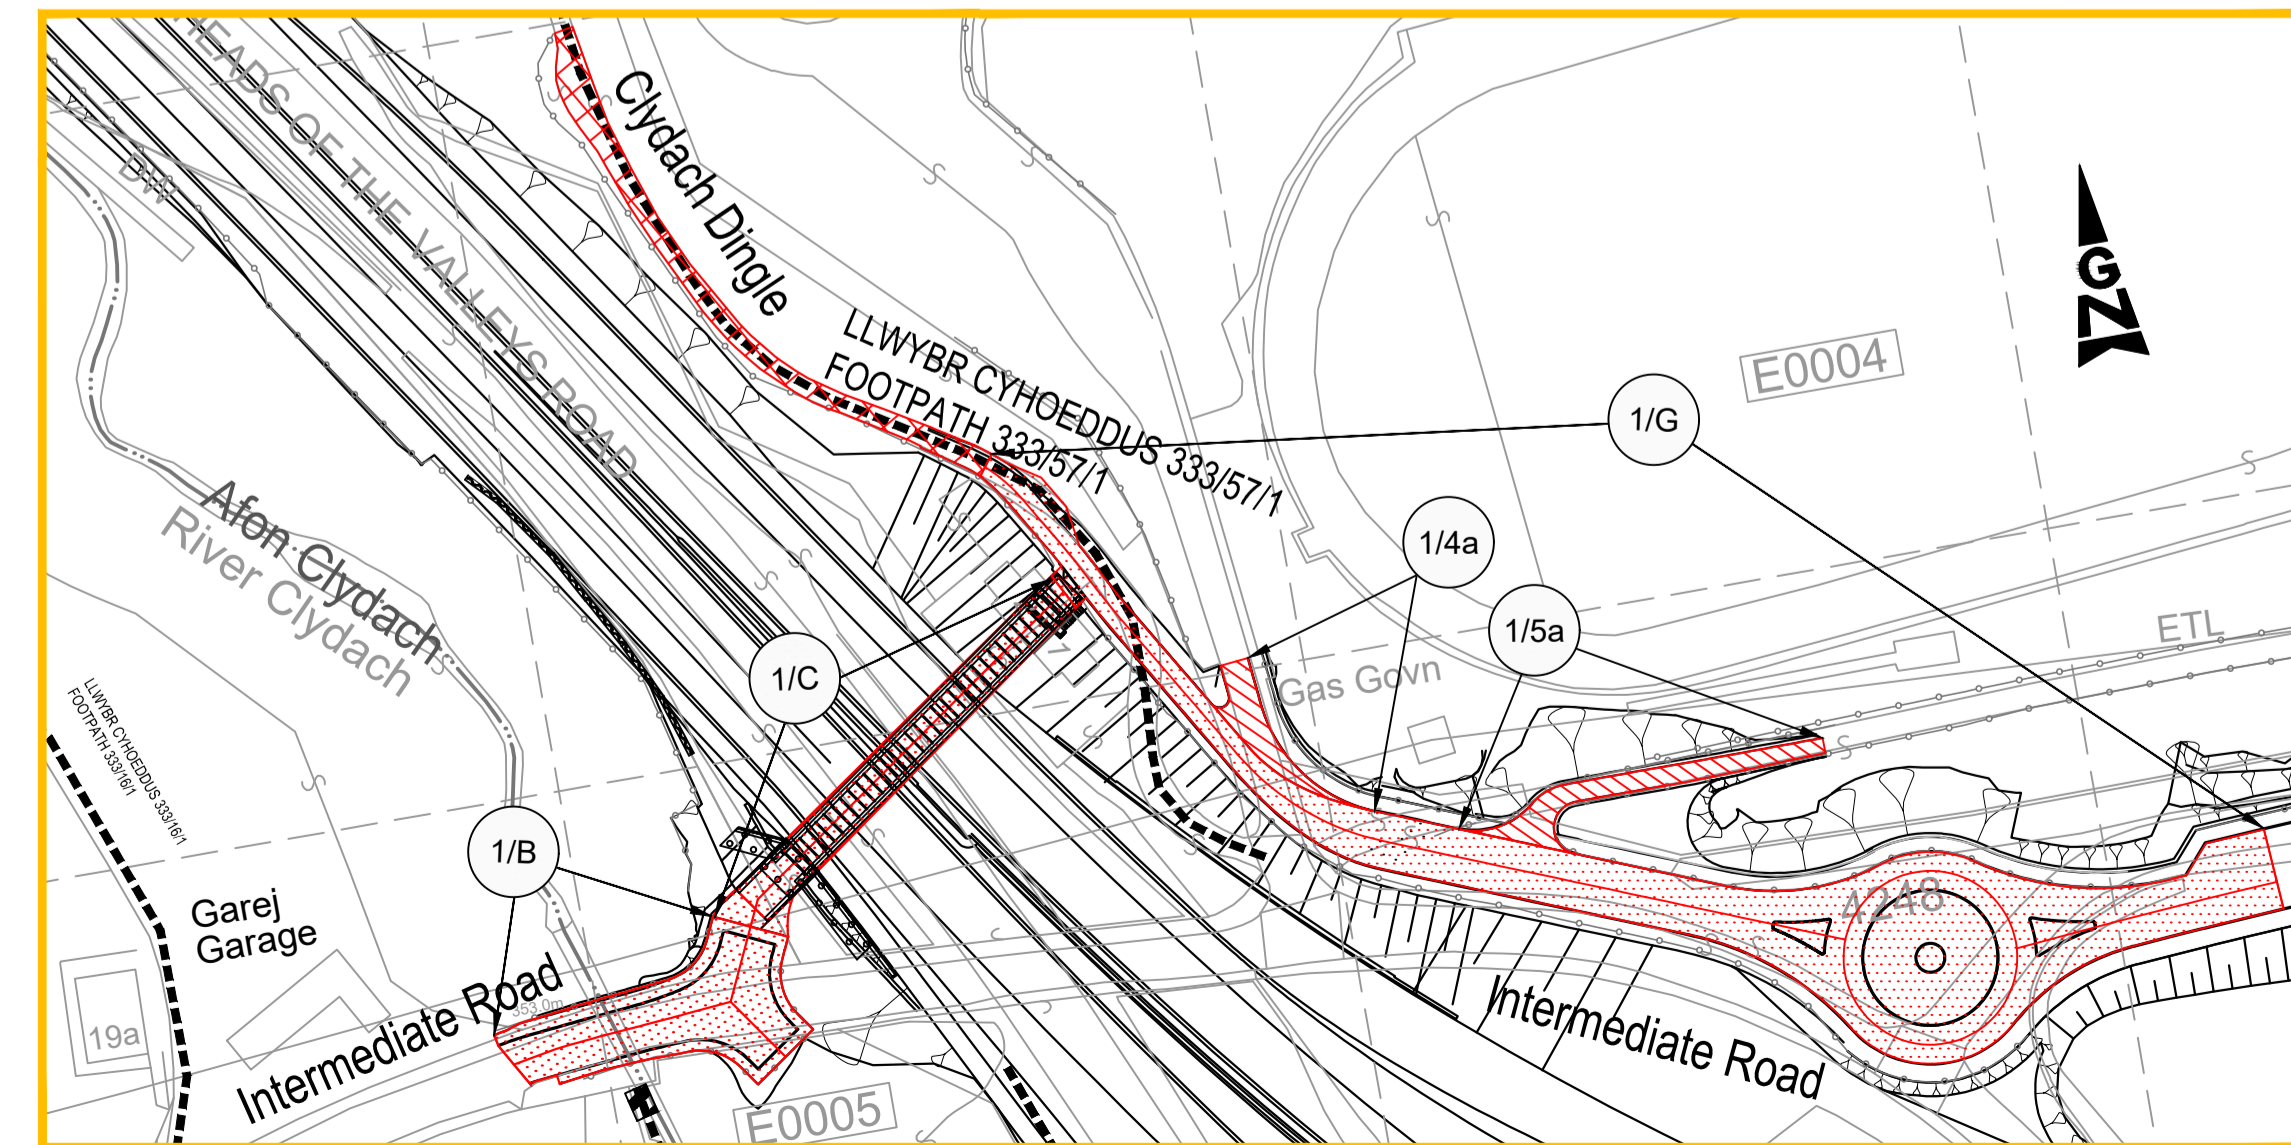 HEADS OF THE VALLEYS ROAD
DW
Clydach Dingle
LLWYBR CYHOEDDUS 333/57/1
FOOTPATH 333/57/1
E0004
GN
1/G
1/4a
1/5a
Afon Clydach
River Clydach
1/C
Gas Govn
ETL
LLWYBR CYHOEDDUS 333/16/1
FOOTPATH 333/16/1
1/B
Garej
Garage
4248
353.0m
19a
Intermediate Road
Intermediate Road
E0005